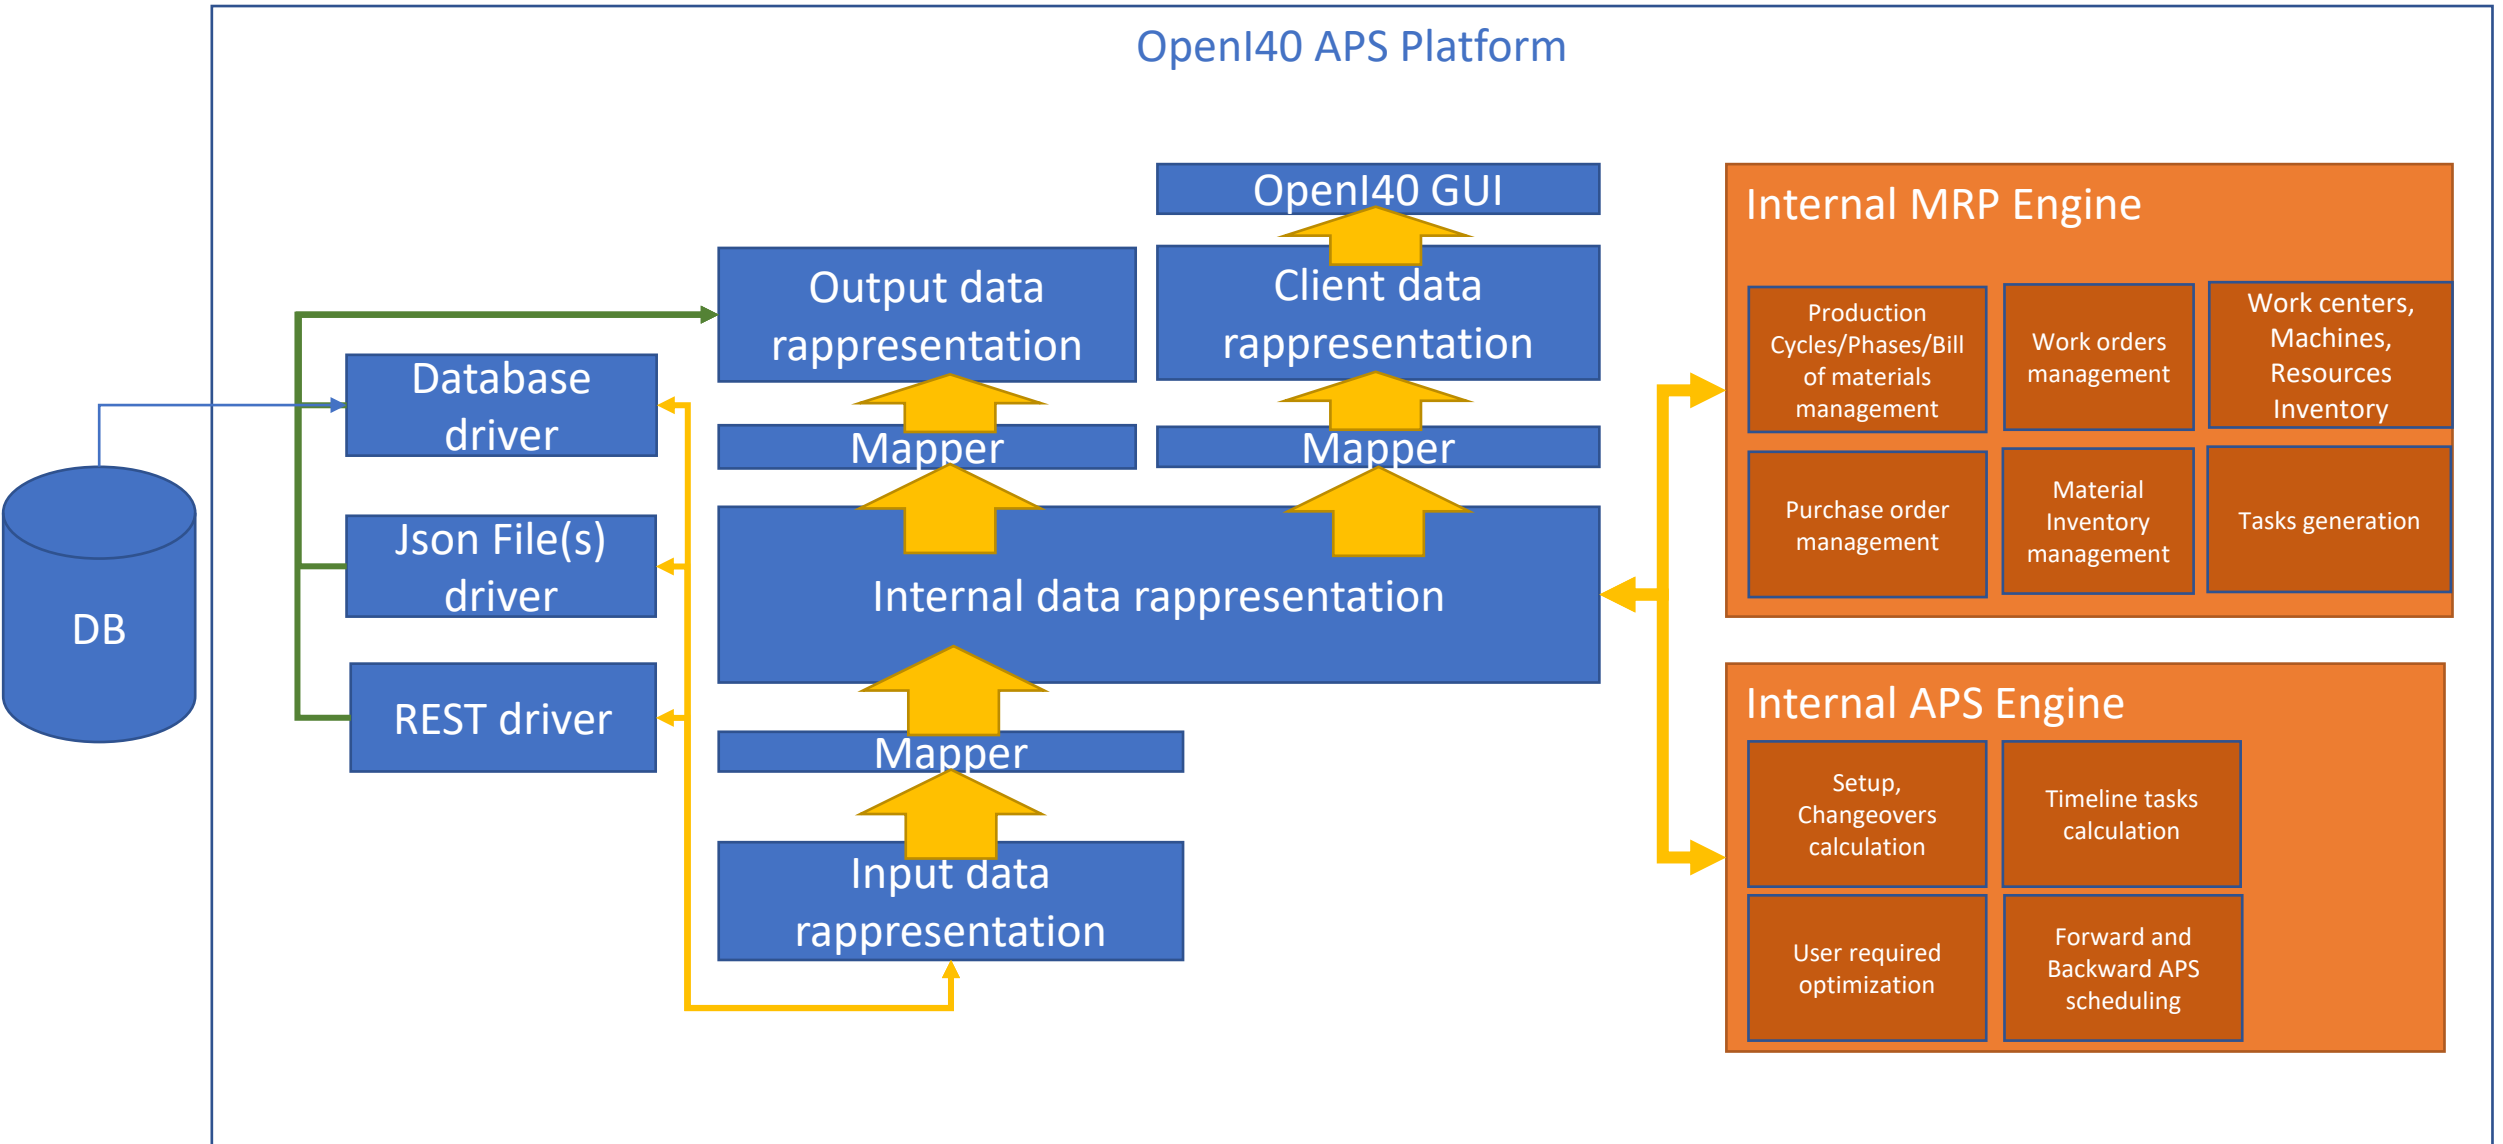 OpenI40 APS Platform
OpenI40 GUI
Output data
rappresentation
Client data
rappresentation
Database
driver
Mapper
Mapper
Json File(s)
driver
DB
Internal data rappresentation
REST driver
Mapper
Input data
rappresentation
Internal MRP Engine
Production
Cycles/Phases/Bill
of materials
management
Work orders
management
Work centers,
Machines,
Resources
Inventory
Purchase order
management
Material
Inventory
management
Tasks generation
Internal APS Engine
Setup,
Changeovers
calculation
Timeline tasks
calculation
User required
optimization
Forward and
Backward APS
scheduling